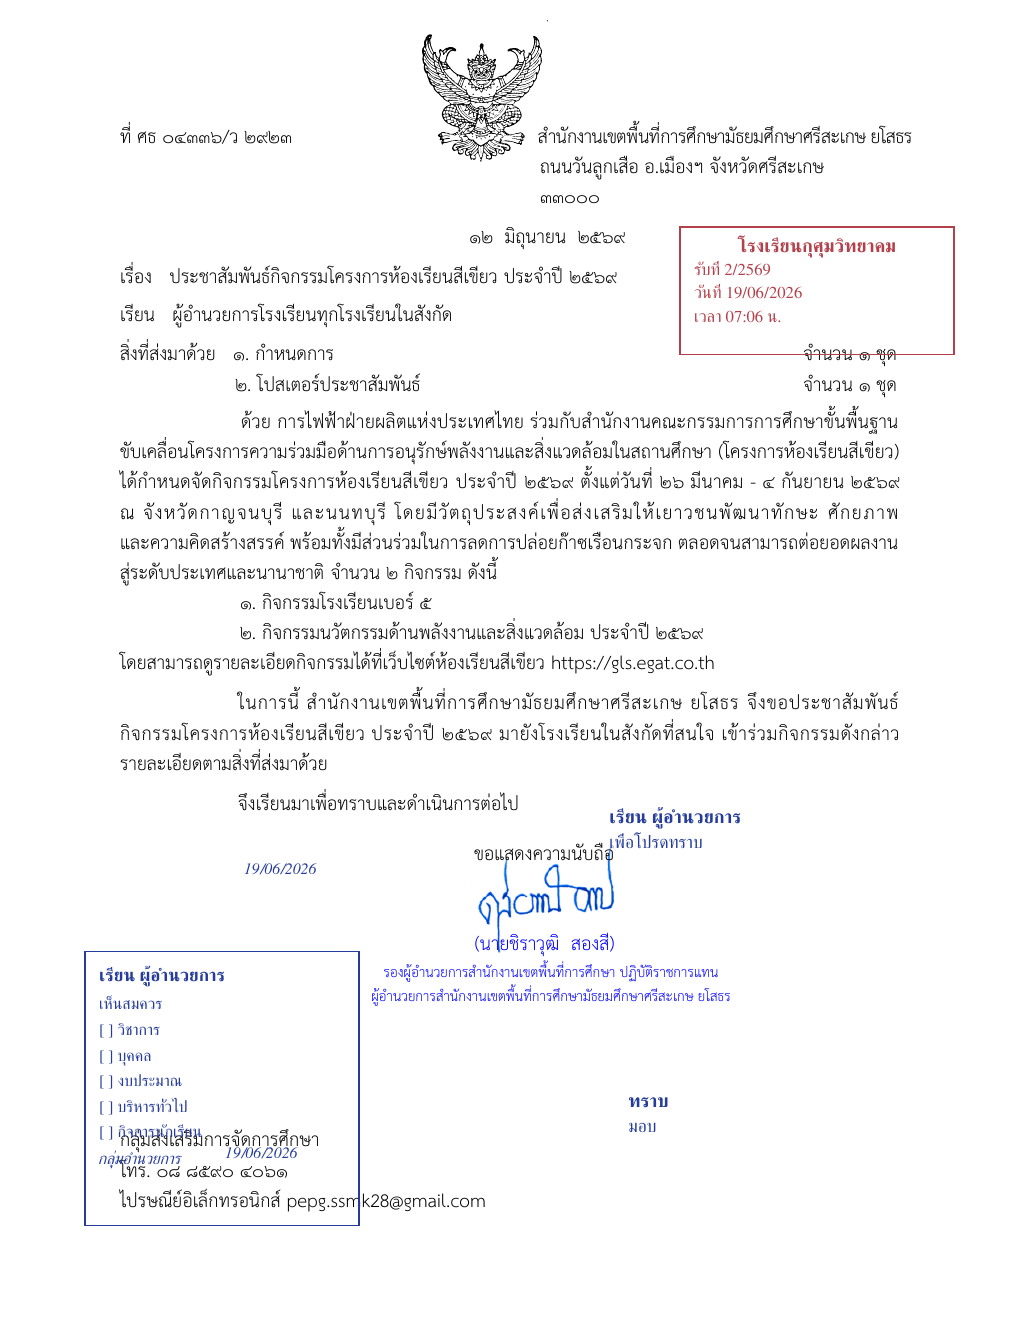 ที่ ศธ ๐๔๓๓๖/ว ๒๙๒๓
สำนักงานเขตพื้นที่การศึกษามัธยมศึกษาศรีสะเกษ ยโสธร
ถนนวันลูกเสือ อ.เมืองฯ จังหวัดศรีสะเกษ
๓๓๐๐๐
๑๒ มิถุนายน ๒๕๖๙
โรงเรียนกุศุมวิทยาคม
รับที่ 2/2569
วันที่ 19/06/2026
เวลา 07:06 น.
เรื่อง ประชาสัมพันธ์กิจกรรมโครงการห้องเรียนสีเขียว ประจำปี ๒๕๖๙
เรียน ผู้อำนวยการโรงเรียนทุกโรงเรียนในสังกัด
สิ่งที่ส่งมาด้วย ๑. กำหนดการ จำนวน ๑ ชุด
๒. โปสเตอร์ประชาสัมพันธ์ จำนวน ๑ ชุด
ด้วย การไฟฟ้าฝ่ายผลิตแห่งประเทศไทย ร่วมกับสำนักงานคณะกรรมการการศึกษาขั้นพื้นฐาน
ขับเคลื่อนโครงการความร่วมมือด้านการอนุรักษ์พลังงานและสิ่งแวดล้อมในสถานศึกษา (โครงการห้องเรียนสีเขียว)
ได้กำหนดจัดกิจกรรมโครงการห้องเรียนสีเขียว ประจำปี ๒๕๖๙ ตั้งแต่วันที่ ๒๖ มีนาคม - ๔ กันยายน ๒๕๖๙
ณ จังหวัดกาญจนบุรี และนนทบุรี โดยมีวัตถุประสงค์เพื่อส่งเสริมให้เยาวชนพัฒนาทักษะ ศักยภาพ
และความคิดสร้างสรรค์ พร้อมทั้งมีส่วนร่วมในการลดการปล่อยก๊าซเรือนกระจก ตลอดจนสามารถต่อยอดผลงาน
สู่ระดับประเทศและนานาชาติ จำนวน ๒ กิจกรรม ดังนี้
๑. กิจกรรมโรงเรียนเบอร์ ๕
๒. กิจกรรมนวัตกรรมด้านพลังงานและสิ่งแวดล้อม ประจำปี ๒๕๖๙
โดยสามารถดูรายละเอียดกิจกรรมได้ที่เว็บไซต์ห้องเรียนสีเขียว https://gls.egat.co.th
ในการนี้ สำนักงานเขตพื้นที่การศึกษามัธยมศึกษาศรีสะเกษ ยโสธร จึงขอประชาสัมพันธ์
กิจกรรมโครงการห้องเรียนสีเขียว ประจำปี ๒๕๖๙ มายังโรงเรียนในสังกัดที่สนใจ เข้าร่วมกิจกรรมดังกล่าว
รายละเอียดตามสิ่งที่ส่งมาด้วย
จึงเรียนมาเพื่อทราบและดำเนินการต่อไป
เรียน ผู้อำนวยการ
เพื่อโปรดทราบ
ขอแสดงความนับถือ
19/06/2026
(นายชิราวุฒิ สองสี)
รองผู้อำนวยการสำนักงานเขตพื้นที่การศึกษา ปฏิบัติราชการแทน
ผู้อำนวยการสำนักงานเขตพื้นที่การศึกษามัธยมศึกษาศรีสะเกษ ยโสธร
เรียน ผู้อำนวยการ
เห็นสมควร
[ ] วิชาการ
[ ] บุคคล
[ ] งบประมาณ
[ ] บริหารทั่วไป
[ ] กิจการนักเรียน
กลุ่มอำนวยการ
19/06/2026
ทราบ
มอบ
กลุ่มส่งเสริมการจัดการศึกษา
โทร. ๐๘ ๘๕๙๐ ๔๐๖๑
ไปรษณีย์อิเล็กทรอนิกส์ pepg.ssmk28@gmail.com